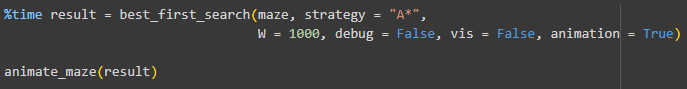 %time result = best_first_search(maze, strategy = "A*",
W = 1000, debug = False, vis = False, animation = True)
animate_maze(result)